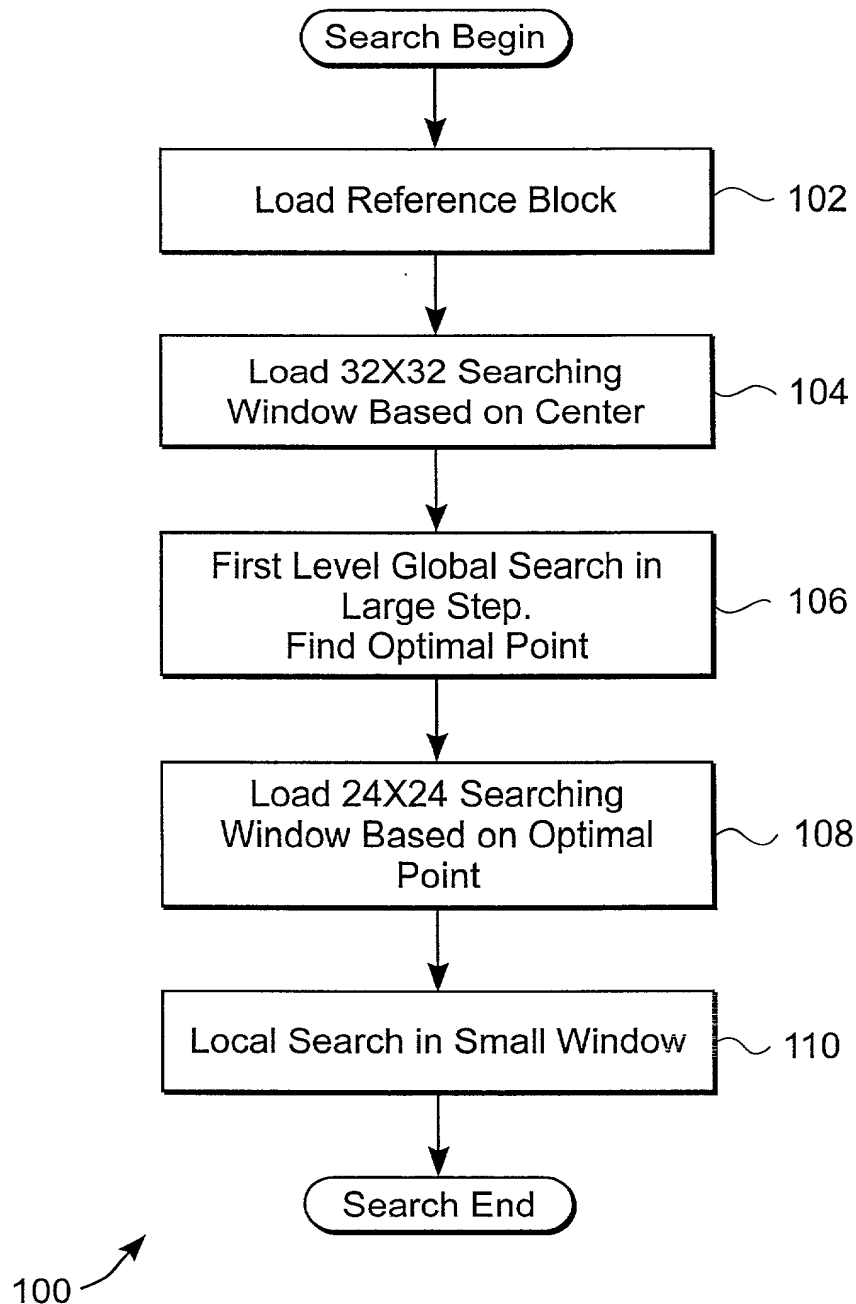 Search Begin
Load Reference Block
102
Load 32X32 Searching
Window Based on Center
104
First Level Global Search in
Large Step.
Find Optimal Point
106
Load 24X24 Searching
Window Based on Optimal
Point
108
Local Search in Small Window
110
Search End
100